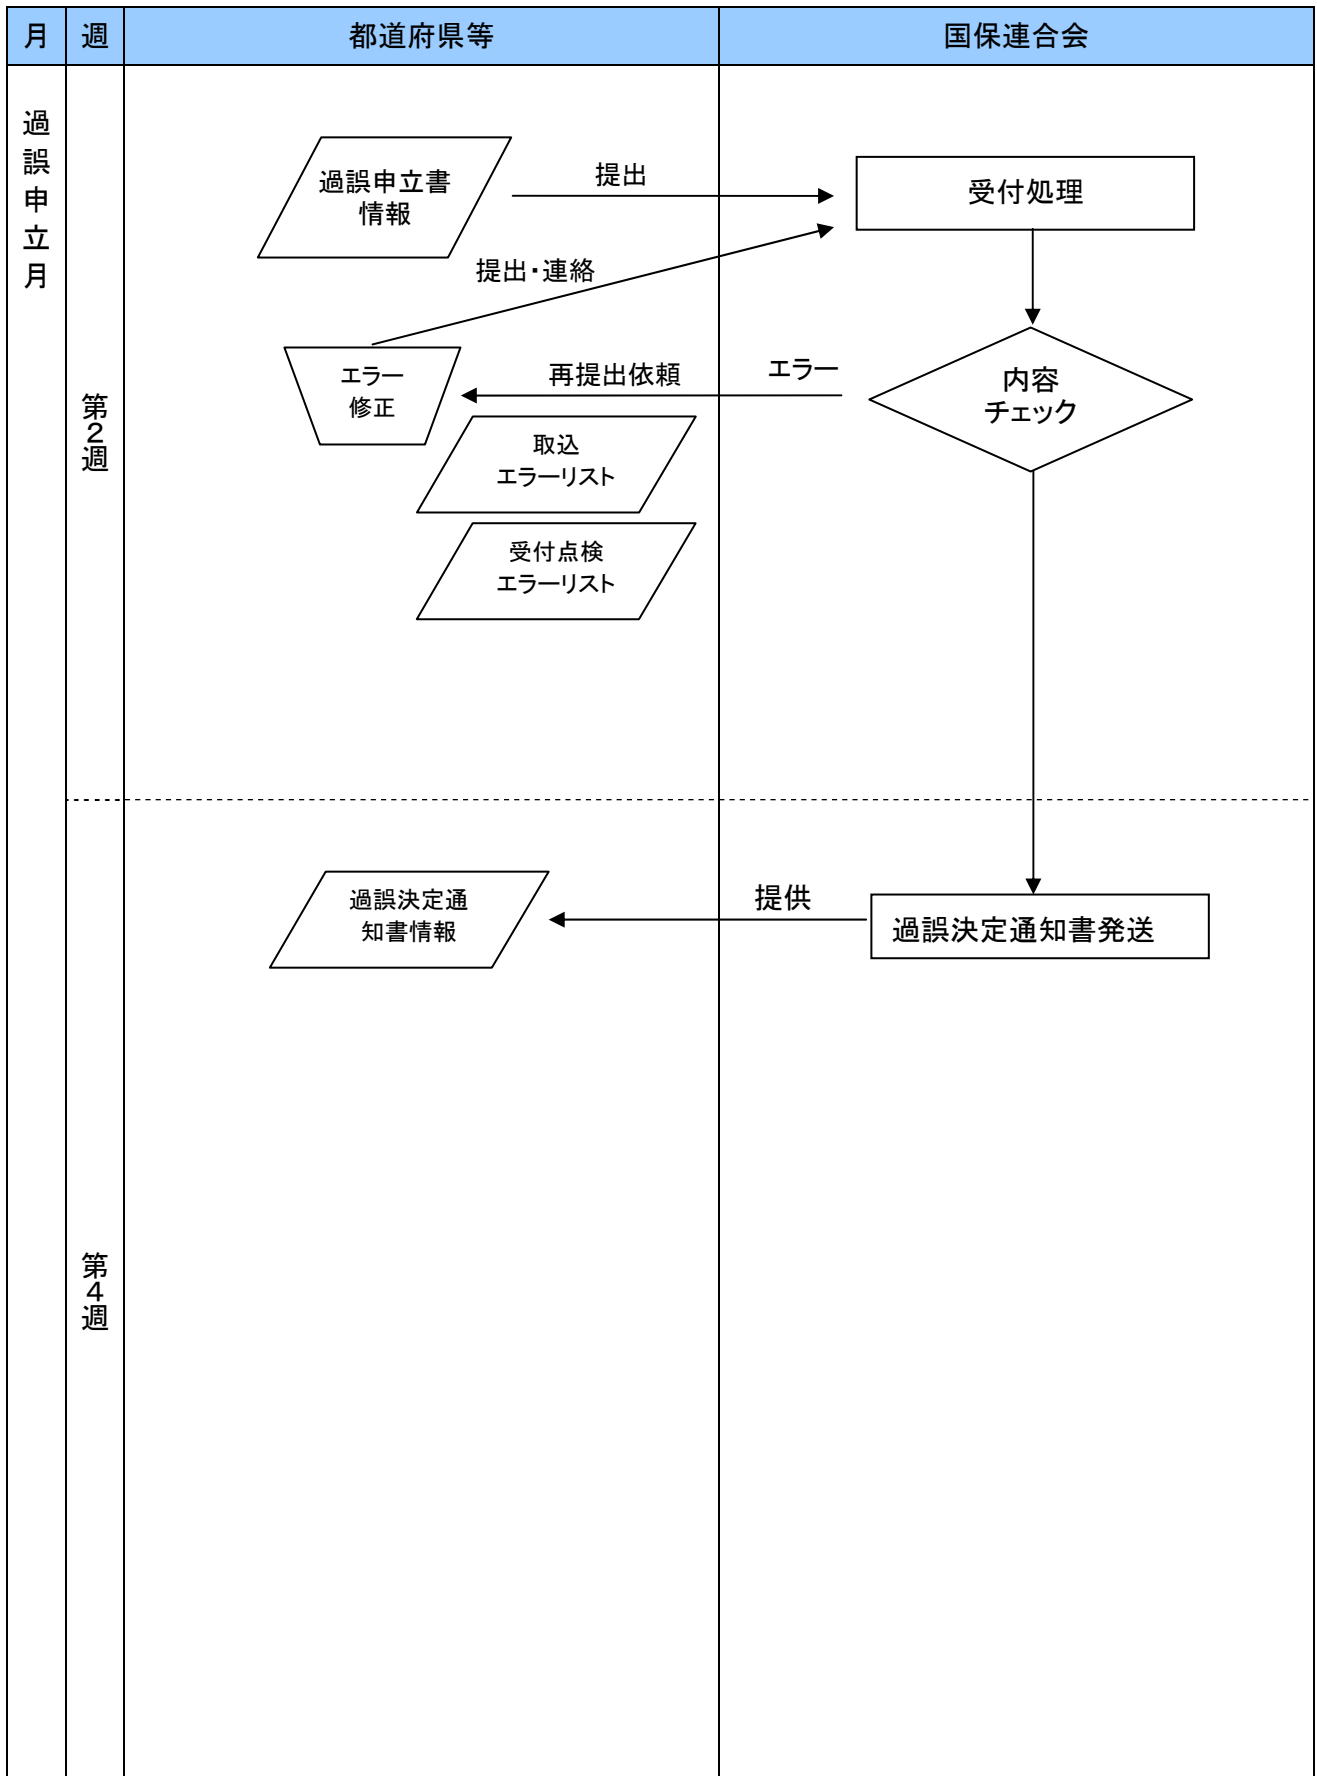 月 週 都道府県等 国保連合会
過誤申立月
第2週
過誤申立書
情報
提出
受付処理
提出・連絡
エラー
修正
再提出依頼
エラー
内容
チェック
取込
エラーリスト
受付点検
エラーリスト
第4週
過誤決定通
知書情報
提供
過誤決定通知書発送